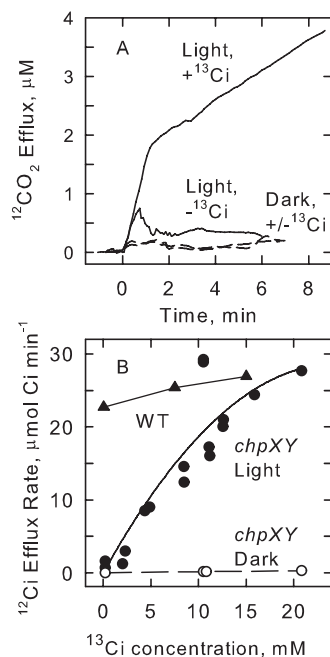 A
Light,
+¹³Ci
Light,
-¹³Ci
Dark,
+/-¹³Ci
¹²CO₂ Efflux, µM
4
3
2
1
0
0 2 4 6 8
Time, min
B
WT
chpXY
Light
chpXY
Dark
¹²Ci Efflux Rate, µmol Ci min⁻¹
30
20
10
0
0 5 10 15 20
¹³Ci concentration, mM